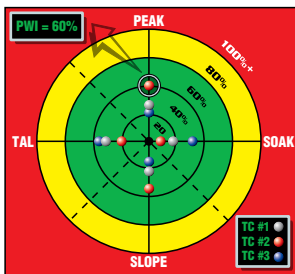 PEAK
PWI = 60%
100%+
80%
60%
40%
20
TAL
SOAK
SLOPE
TC #1
TC #2
TC #3